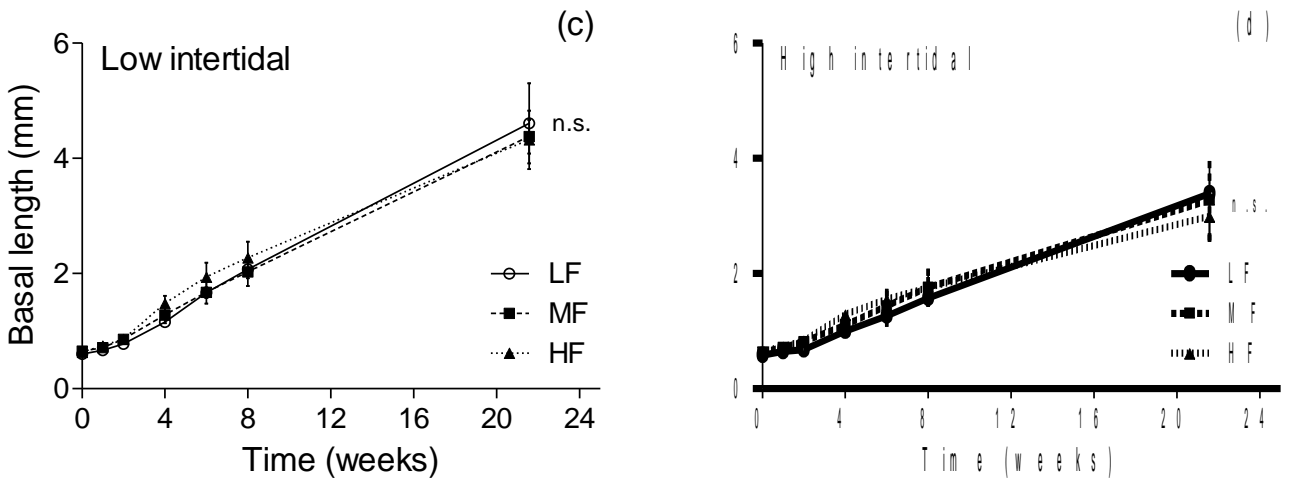 (c)
Low intertidal
6
4
2
0
Basal length (mm)
n.s.
LF
MF
HF
0 4 8 12 16 20 24
Time (weeks)
(d)
High intertidal
6
4
2
0
n.s.
LF
MF
HF
0 4 8 12 16 20 24
Time (weeks)